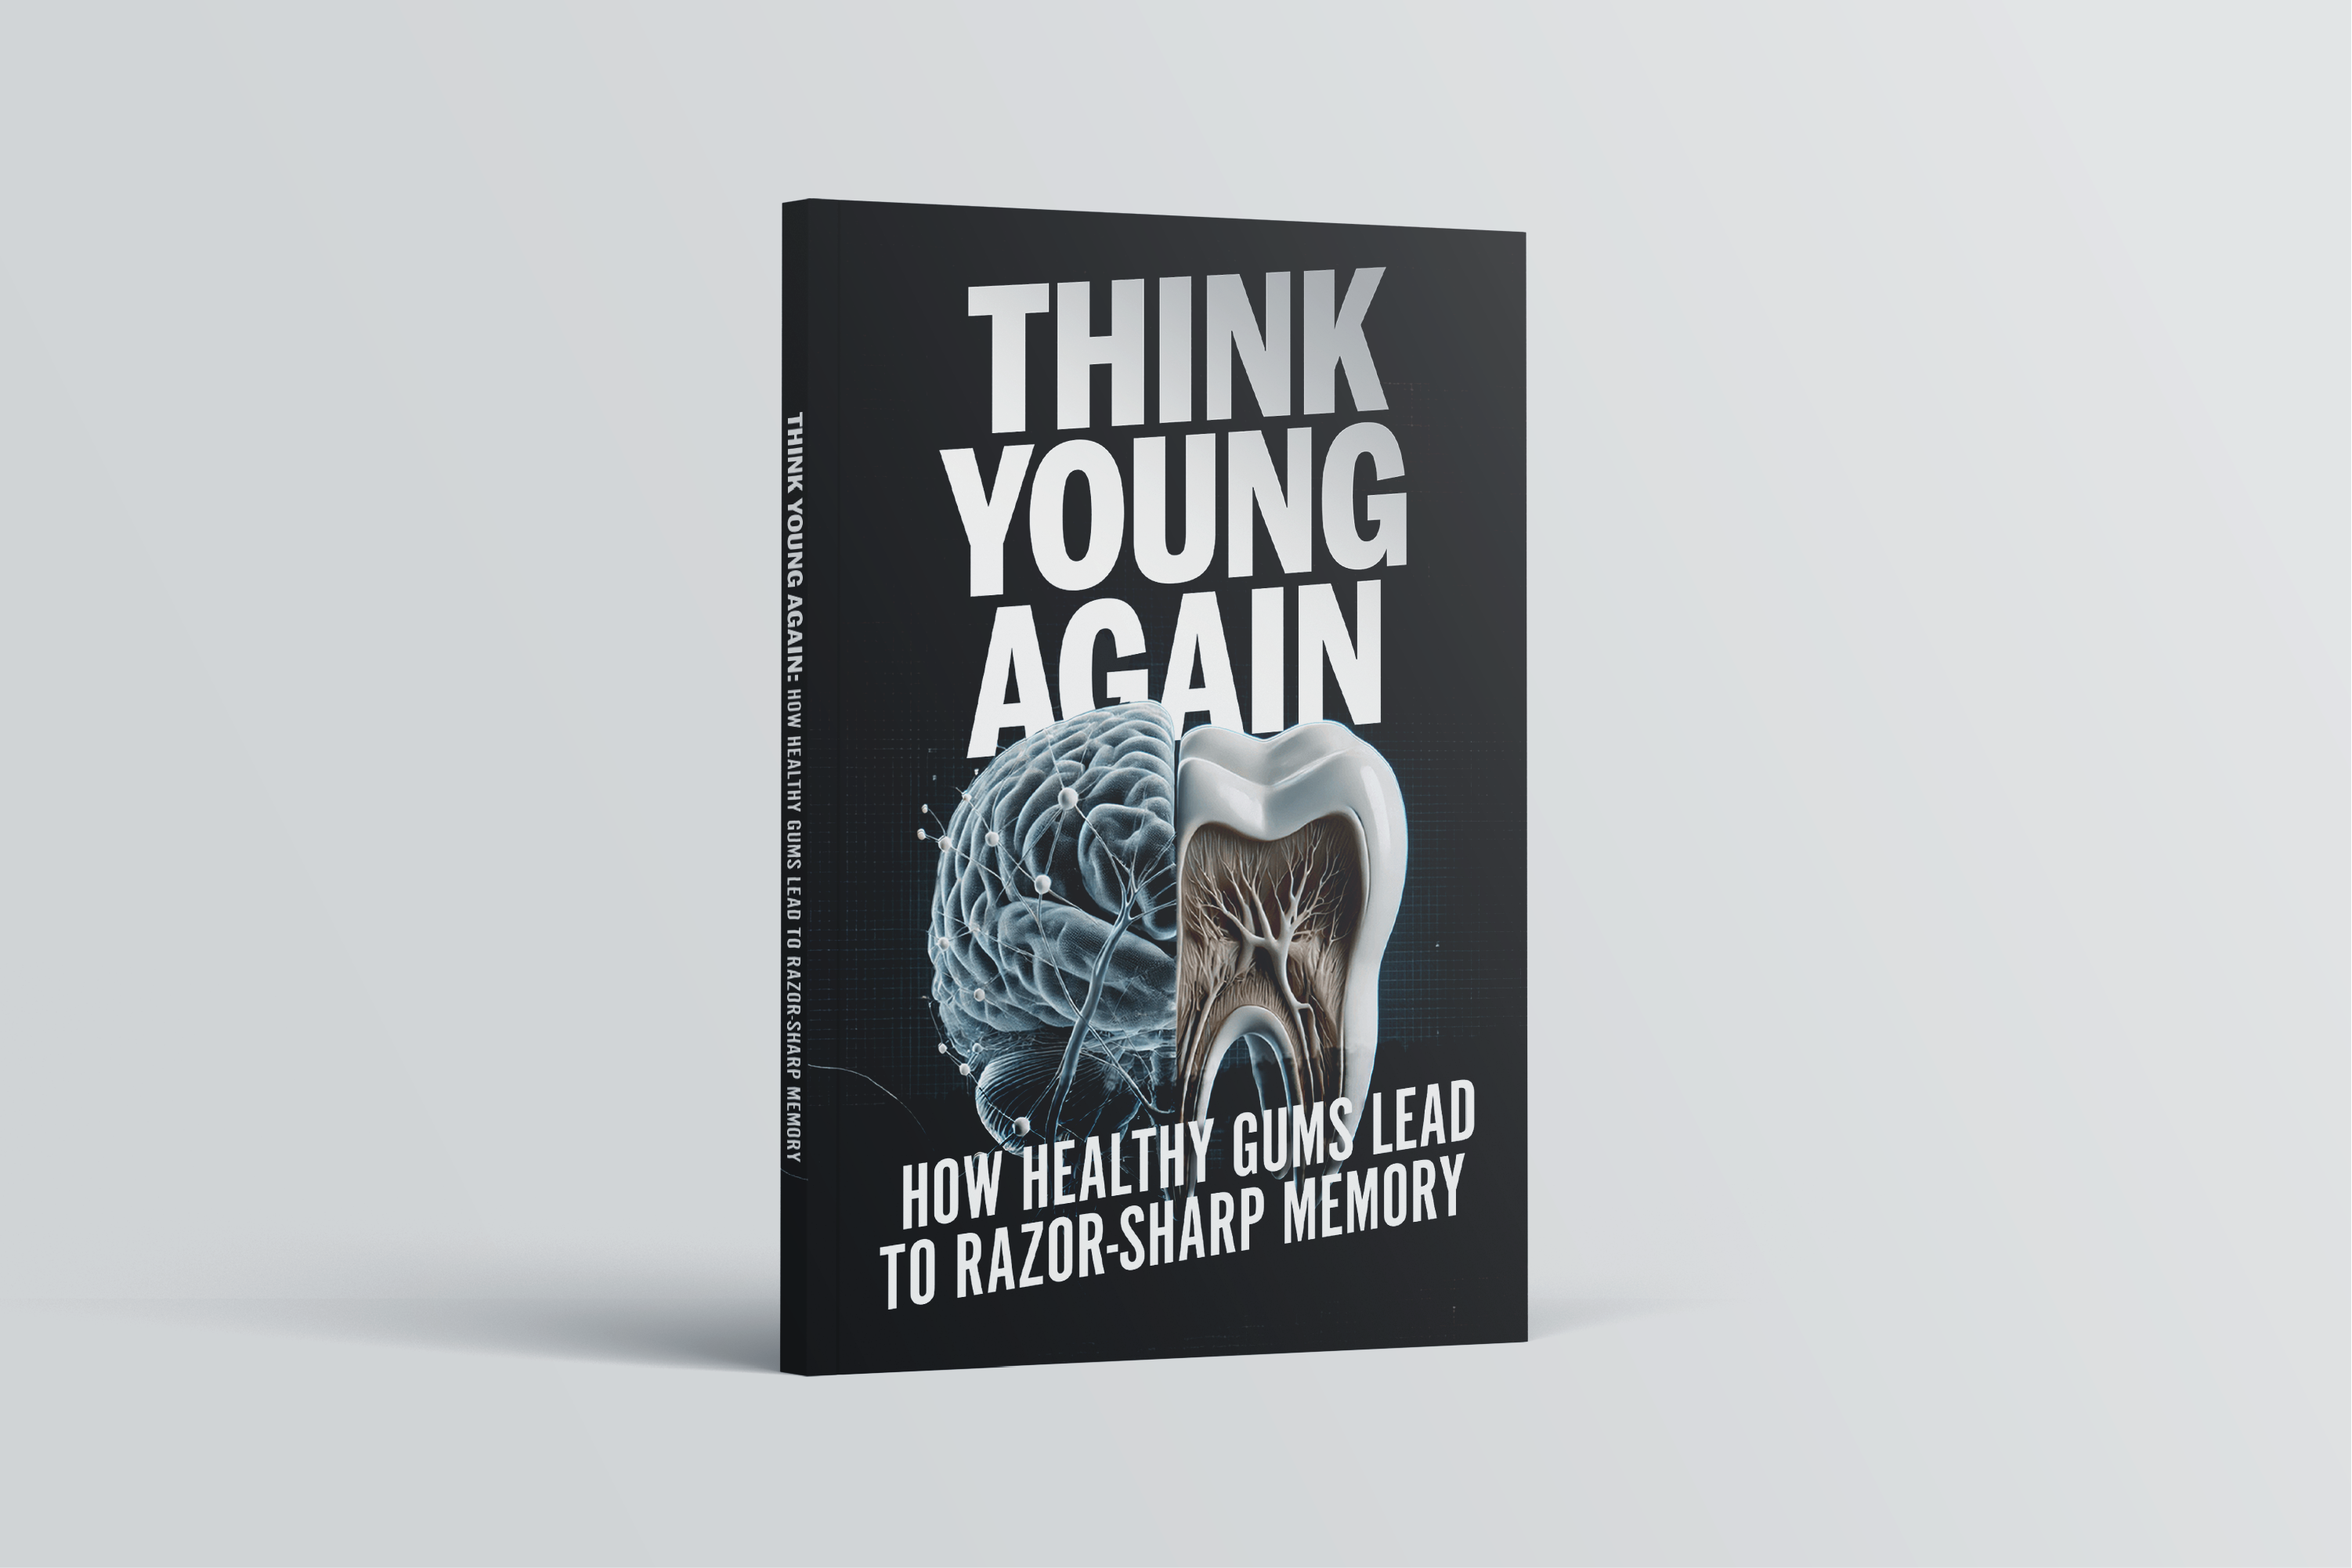 THINK YOUNG AGAIN: HOW HEALTHY GUMS LEAD TO RAZOR-SHARP MEMORY
THINK
YOUNG
AGAIN
HOW HEALTHY GUMS LEAD
TO RAZOR-SHARP MEMORY